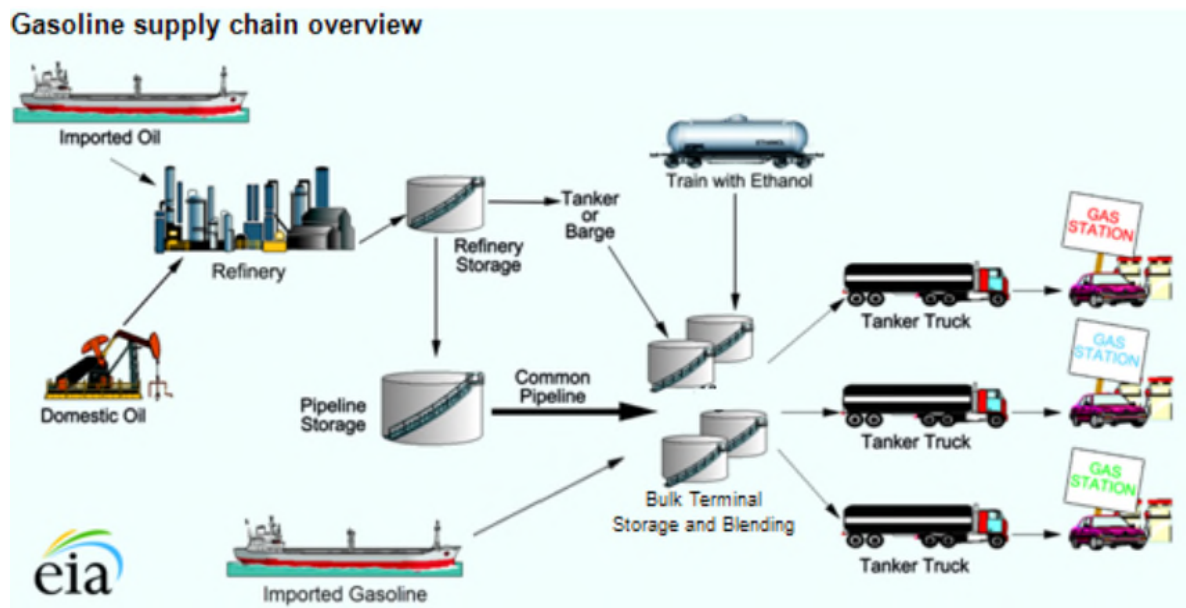 Gasoline supply chain overview
Imported Oil
ETHANOL
Train with Ethanol
Refinery
Refinery
Storage
Tanker
or
Barge
GAS
STATION
Tanker Truck
Domestic Oil
Pipeline
Storage
Common
Pipeline
GAS
STATION
Tanker Truck
Bulk Terminal
Storage and Blending
GAS
STATION
Tanker Truck
Imported Gasoline
eia